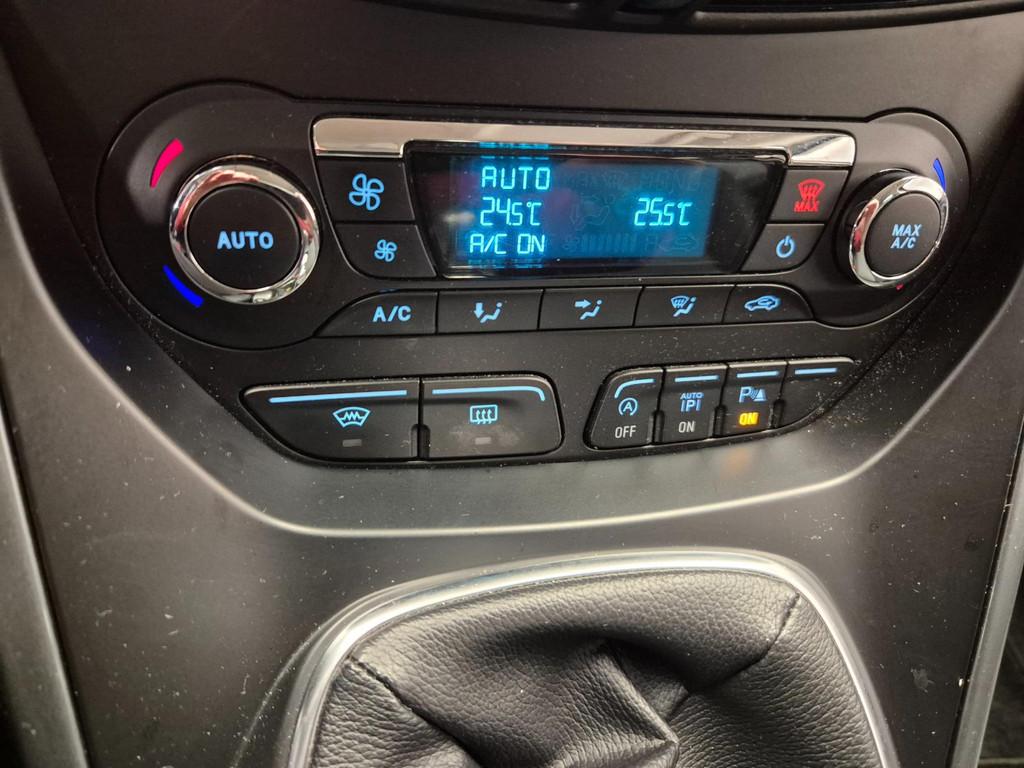 AUTO
AUTO
24.5°C
25.5°C
A/C ON
MAX
MAX
A/C
A/C
A
OFF
AUTO
P
ON
P
ON